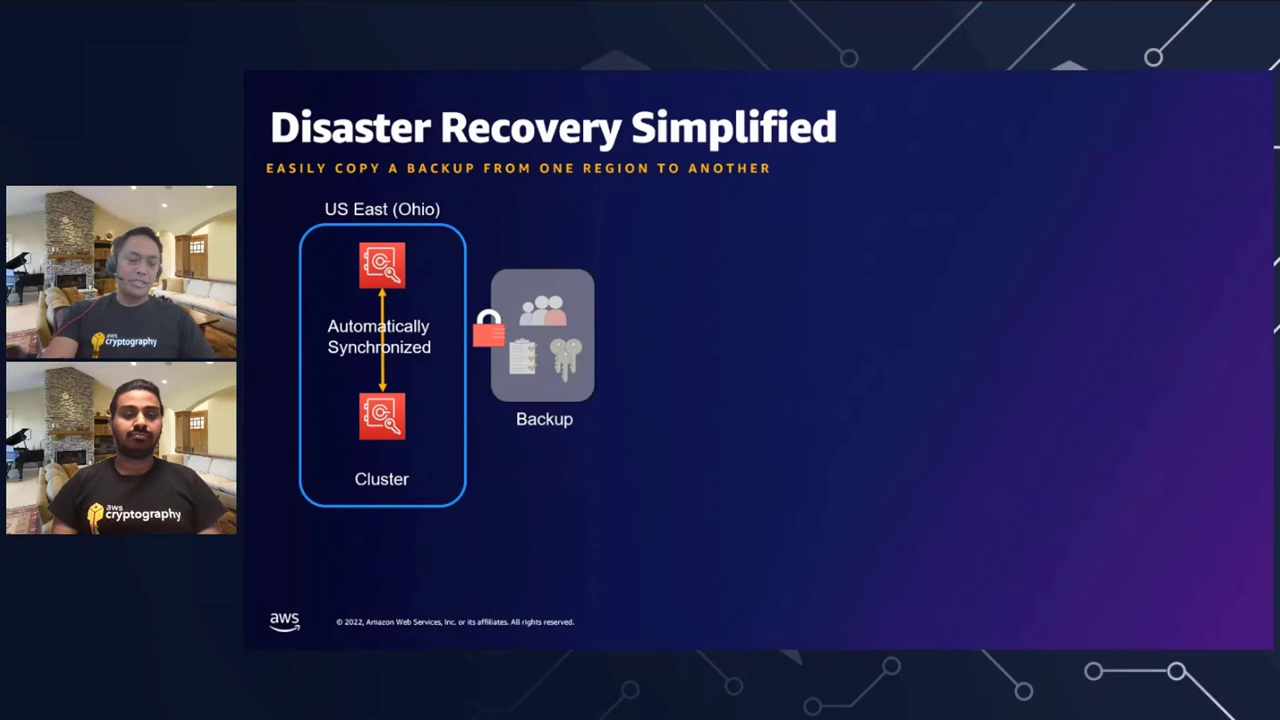 Disaster Recovery Simplified
EASILY COPY A BACKUP FROM ONE REGION TO ANOTHER
US East (Ohio)
Automatically
Synchronized
Cluster
Backup
aws
cryptography
aws
cryptography
aws
© 2022, Amazon Web Services, Inc. or its affiliates. All rights reserved.